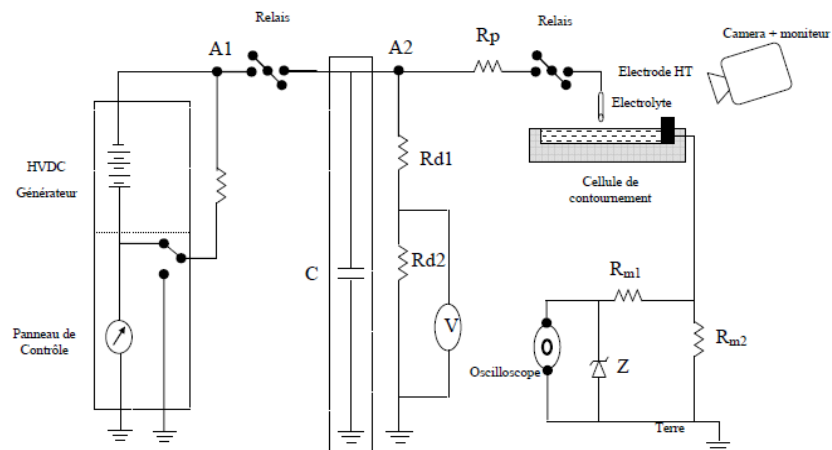 Relais
Relais
Camera + moniteur
A1
A2
Rp
Electrode HT
Electrolyte
HVDC
Générateur
Rd1
Cellule de
contournement
Rd2
C
Rm1
V
Panneau de
Contrôle
Rm2
O
Z
Oscilloscope
Terre